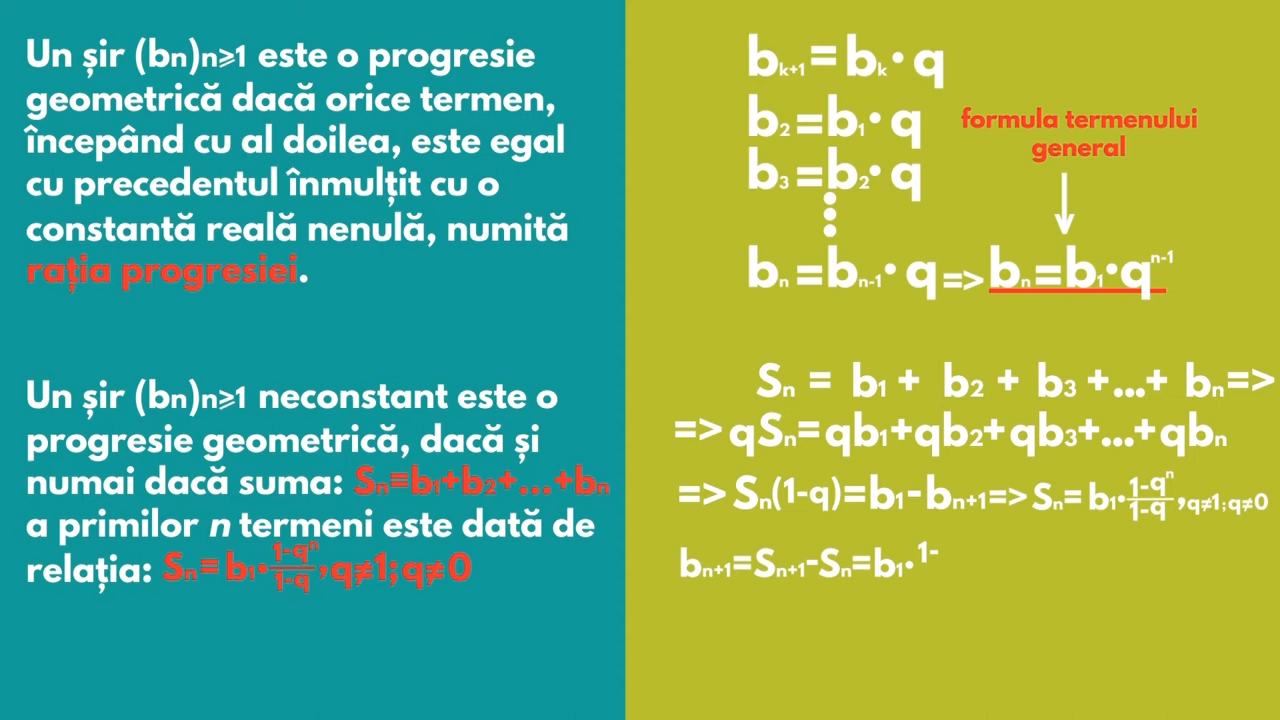 Un șir (bn)n⩾1 este o progresie
geometrică dacă orice termen,
începând cu al doilea, este egal
cu precedentul înmulțit cu o
constantă reală nenulă, numită
rația progresiei.
Un șir (bn)n⩾1 neconstant este o
progresie geometrică, dacă și
numai dacă suma: Sn=b1+b2+...+bn
a primilor n termeni este dată de
relația: Sn=b1·(1-qⁿ)/(1-q),q≠1;q≠0
bk+1=bk·q
b2=b1·q
b3=b2·q
formula termenului
general
bn=bn-1·q=>bn=b1·qⁿ⁻¹
Sn = b1 + b2 + b3 +...+ bn=>
=>qSn=qb1+qb2+qb3+...+qbn
=>Sn(1-q)=b1-bn+1=>Sn=b1·(1-qⁿ)/(1-q),q≠1;q≠0
bn+1=Sn+1-Sn=b1·1-